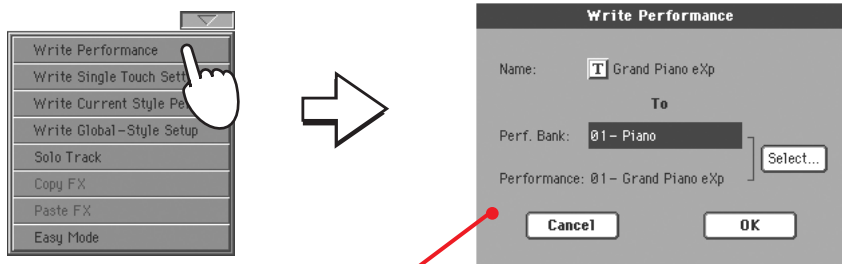 Write Performance
Write Single Touch
Write Current Style
Write Global-Style Setup
Solo Track
Copy FX
Paste FX
Easy Mode
Write Performance
Name: T Grand Piano eXp
To
Perf. Bank: 01- Piano
Select...
Performance: 01- Grand Piano eXp
Cancel OK